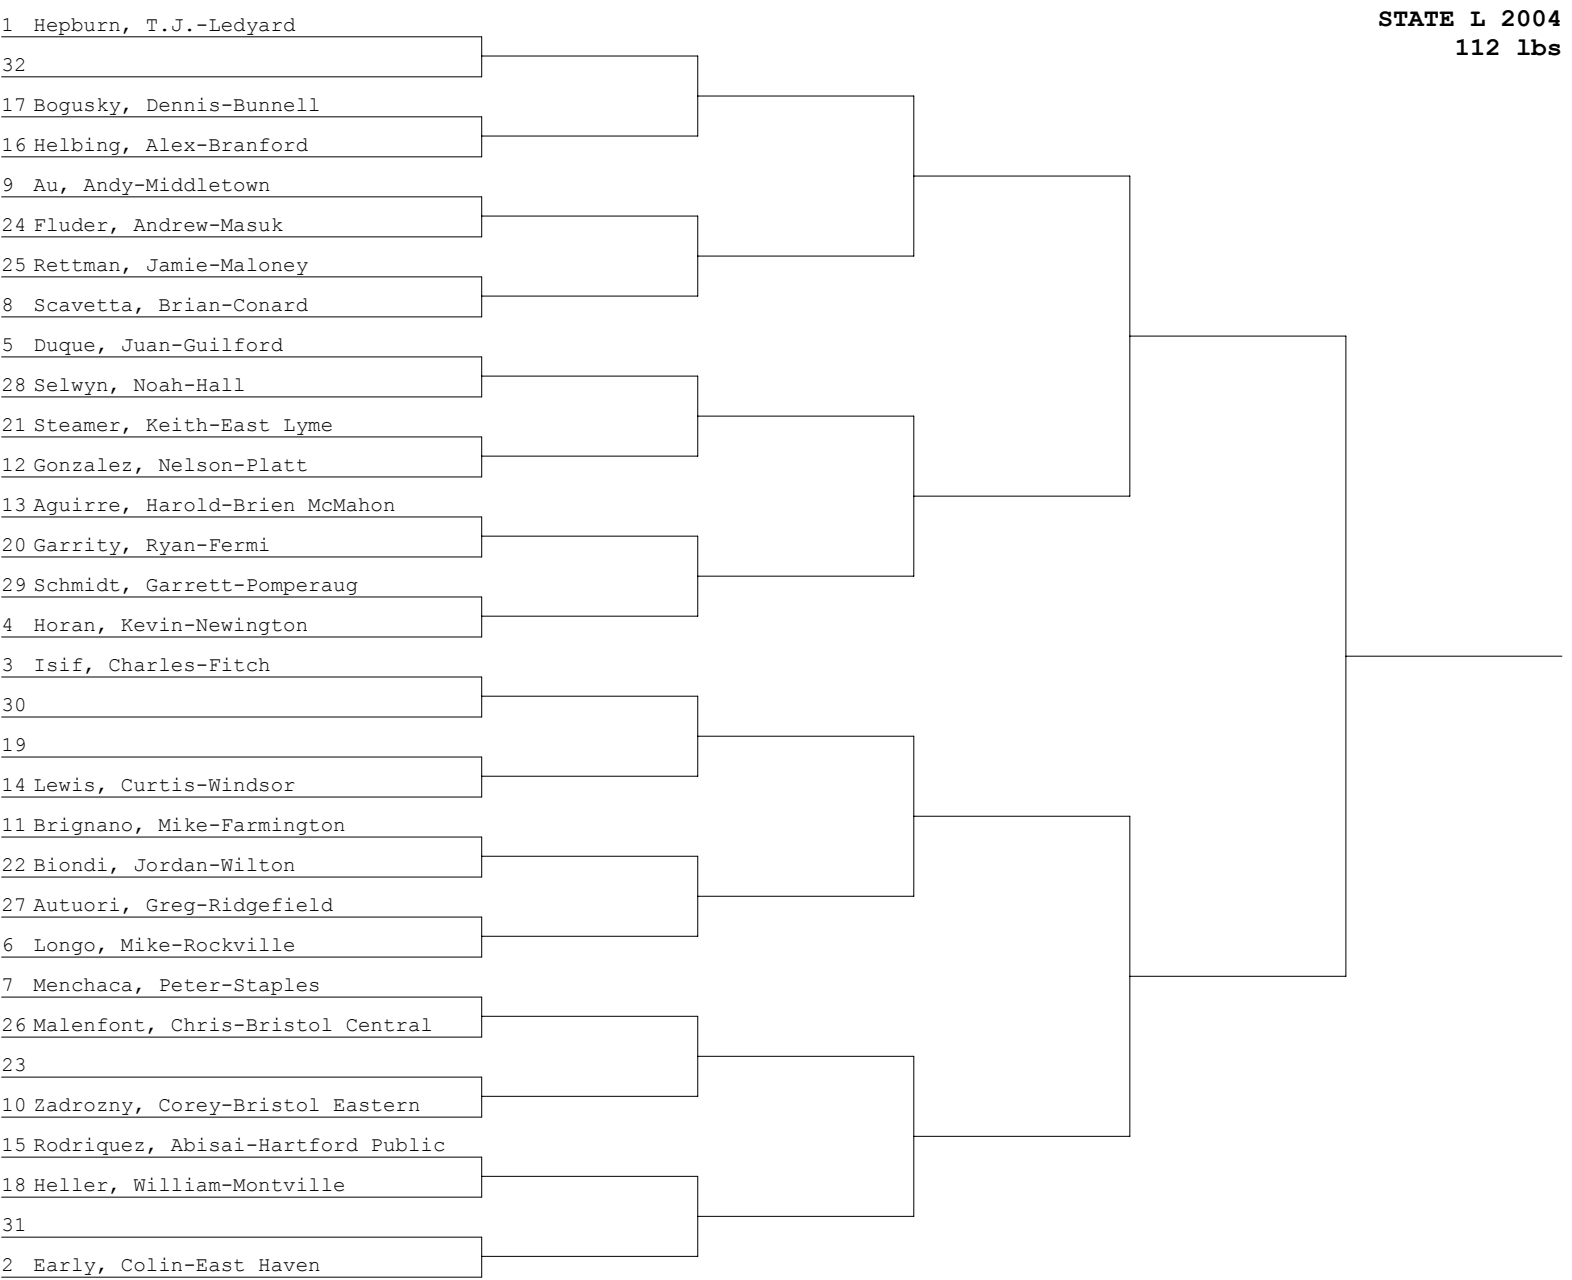 STATE L 2004
112 lbs
1 Hepburn, T.J.-Ledyard
32
17 Bogusky, Dennis-Bunnell
16 Helbing, Alex-Branford
9 Au, Andy-Middletown
24 Fluder, Andrew-Masuk
25 Rettman, Jamie-Maloney
8 Scavetta, Brian-Conard
5 Duque, Juan-Guilford
28 Selwyn, Noah-Hall
21 Steamer, Keith-East Lyme
12 Gonzalez, Nelson-Platt
13 Aguirre, Harold-Brien McMahon
20 Garrity, Ryan-Fermi
29 Schmidt, Garrett-Pomperaug
4 Horan, Kevin-Newington
3 Isif, Charles-Fitch
30
19
14 Lewis, Curtis-Windsor
11 Brignano, Mike-Farmington
22 Biondi, Jordan-Wilton
27 Autuori, Greg-Ridgefield
6 Longo, Mike-Rockville
7 Menchaca, Peter-Staples
26 Malenfont, Chris-Bristol Central
23
10 Zadrozny, Corey-Bristol Eastern
15 Rodriquez, Abisai-Hartford Public
18 Heller, William-Montville
31
2 Early, Colin-East Haven